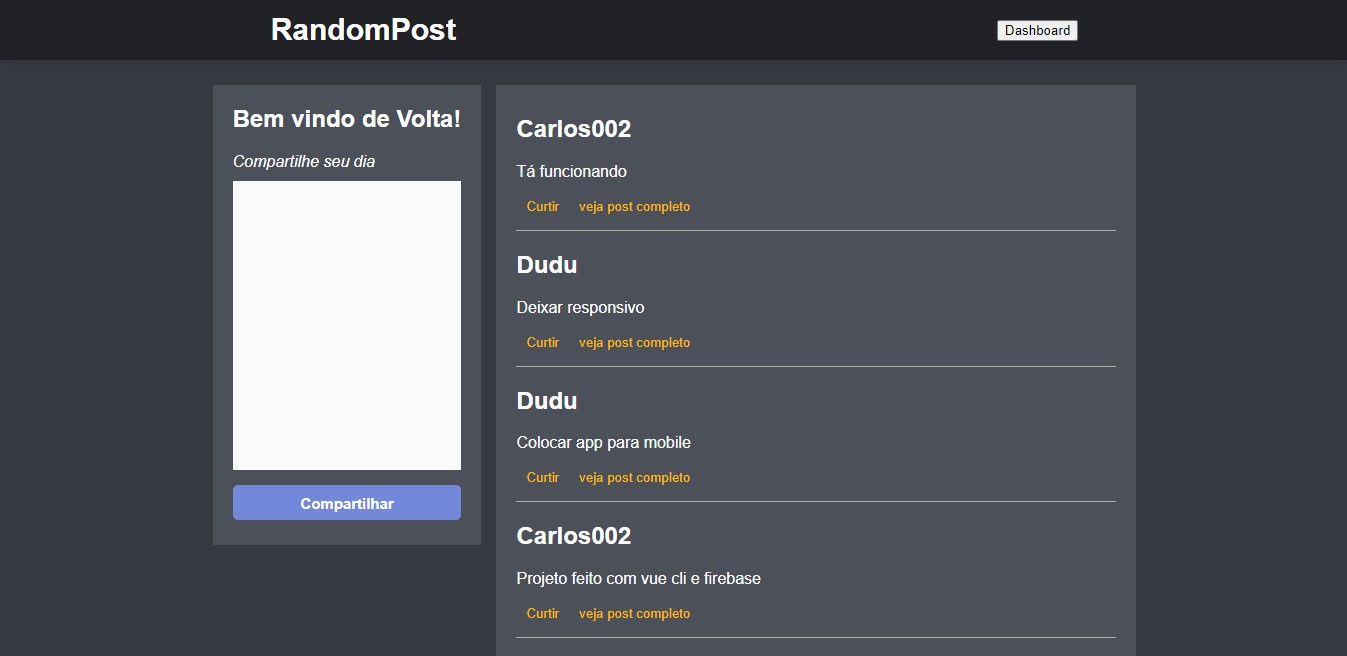 RandomPost
Dashboard
Bem vindo de Volta!
Compartilhe seu dia
Compartilhar
Carlos002
Tá funcionando
Curtir veja post completo
Dudu
Deixar responsivo
Curtir veja post completo
Dudu
Colocar app para mobile
Curtir veja post completo
Carlos002
Projeto feito com vue cli e firebase
Curtir veja post completo